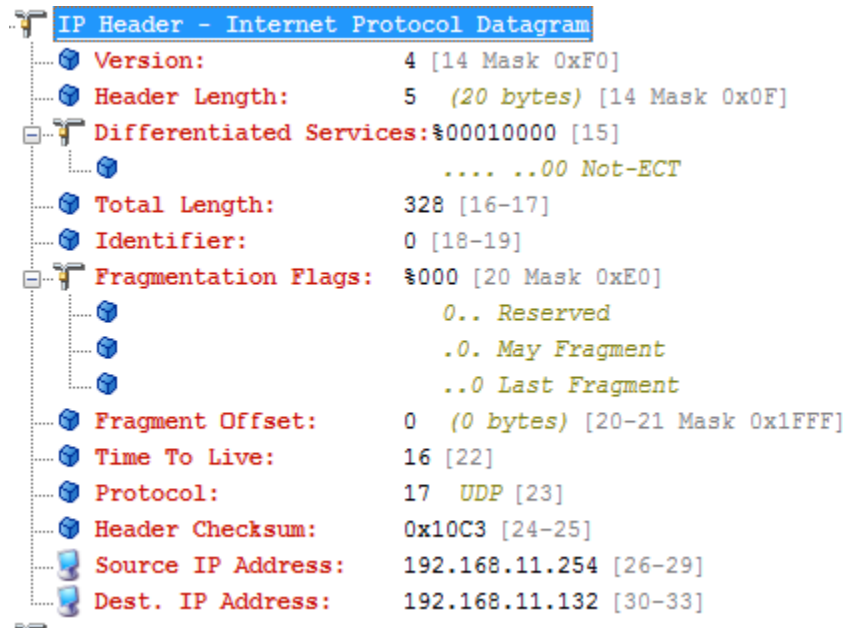 IP Header - Internet Protocol Datagram
Version: 4 [14 Mask 0xF0]
Header Length: 5 (20 bytes) [14 Mask 0x0F]
Differentiated Services:%00010000 [15]
.... ..00 Not-ECT
Total Length: 328 [16-17]
Identifier: 0 [18-19]
Fragmentation Flags: %000 [20 Mask 0xE0]
0.. Reserved
.0. May Fragment
..0 Last Fragment
Fragment Offset: 0 (0 bytes) [20-21 Mask 0x1FFF]
Time To Live: 16 [22]
Protocol: 17 UDP [23]
Header Checksum: 0x10C3 [24-25]
Source IP Address: 192.168.11.254 [26-29]
Dest. IP Address: 192.168.11.132 [30-33]